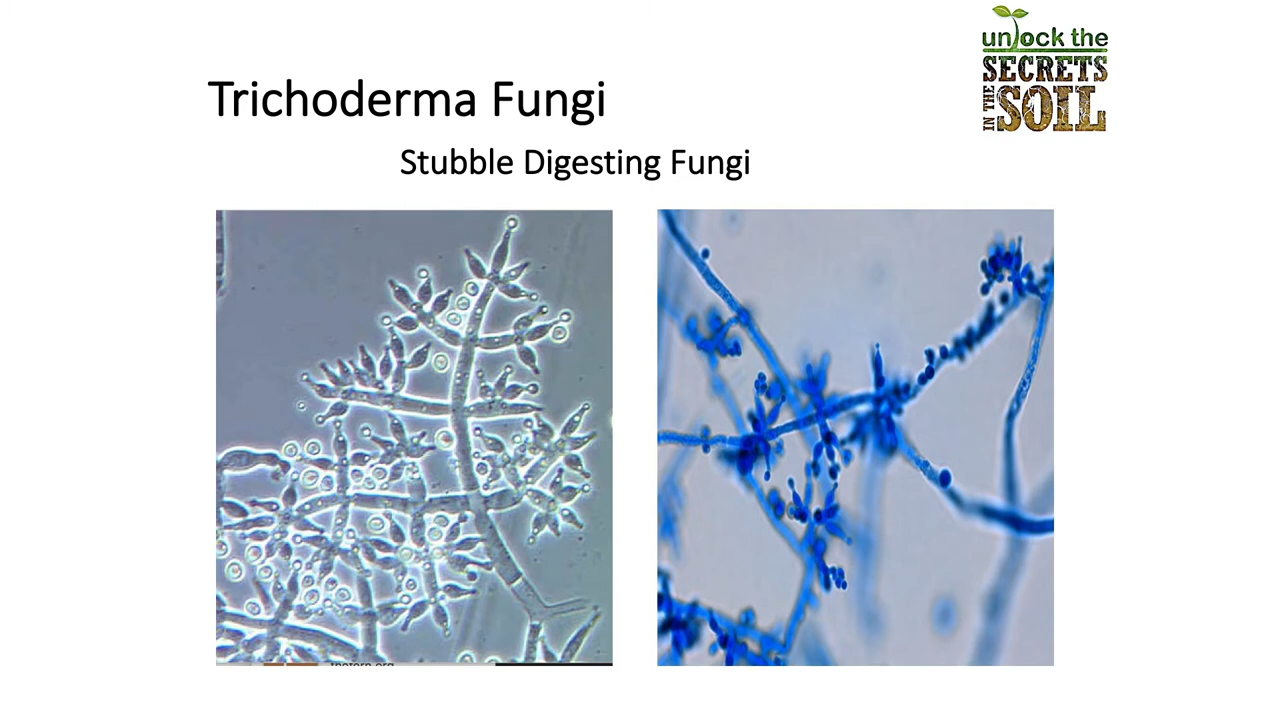 unlock the
SECRETS
IN THE
SOIL
Trichoderma Fungi
Stubble Digesting Fungi